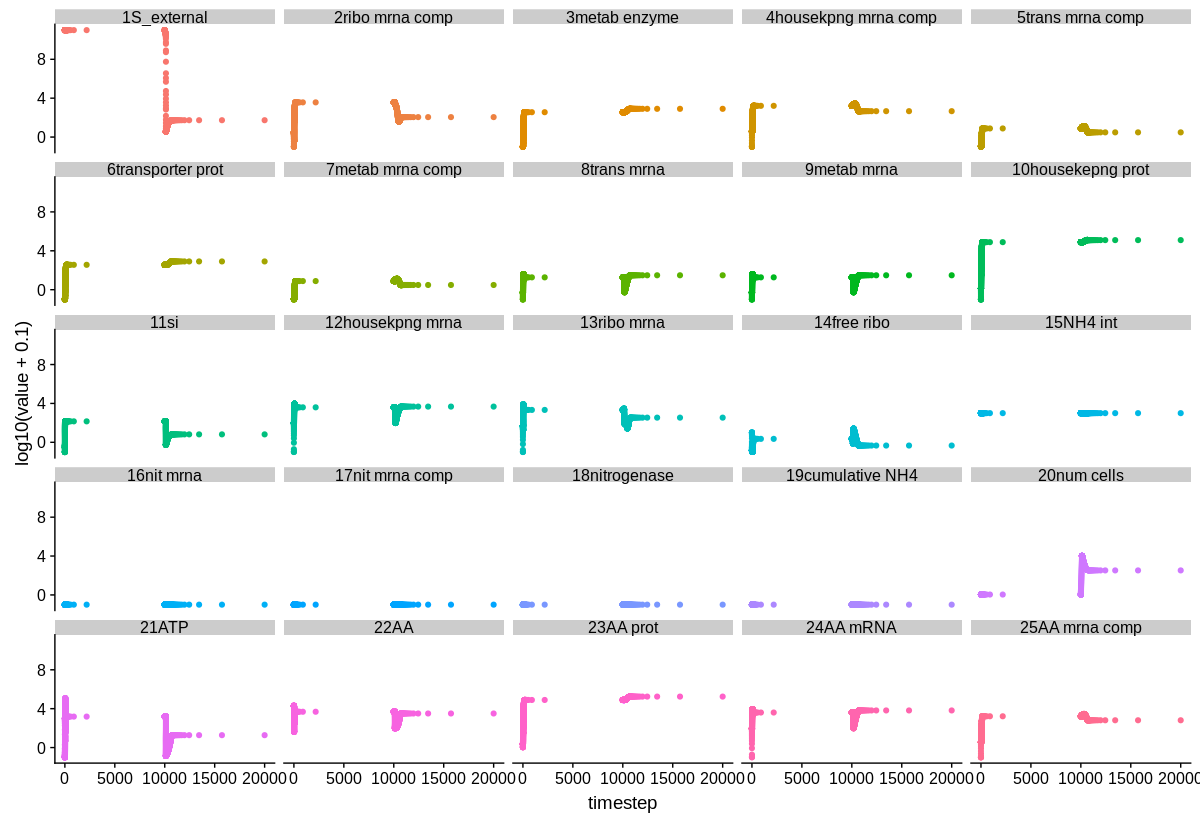 1S_external
2ribo mrna comp
3metab enzyme
4housekpng mrna comp
5trans mrna comp
8
4
0
6transporter prot
7metab mrna comp
8trans mrna
9metab mrna
10housekepng prot
8
4
0
11si
12housekpng mrna
13ribo mrna
14free ribo
15NH4 int
8
4
0
log10(value + 0.1)
16nit mrna
17nit mrna comp
18nitrogenase
19cumulative NH4
20num cells
8
4
0
21ATP
22AA
23AA prot
24AA mRNA
25AA mrna comp
8
4
0
0 5000 10000 15000 20000
0 5000 10000 15000 20000
0 5000 10000 15000 20000
0 5000 10000 15000 20000
0 5000 10000 15000 20000
timestep